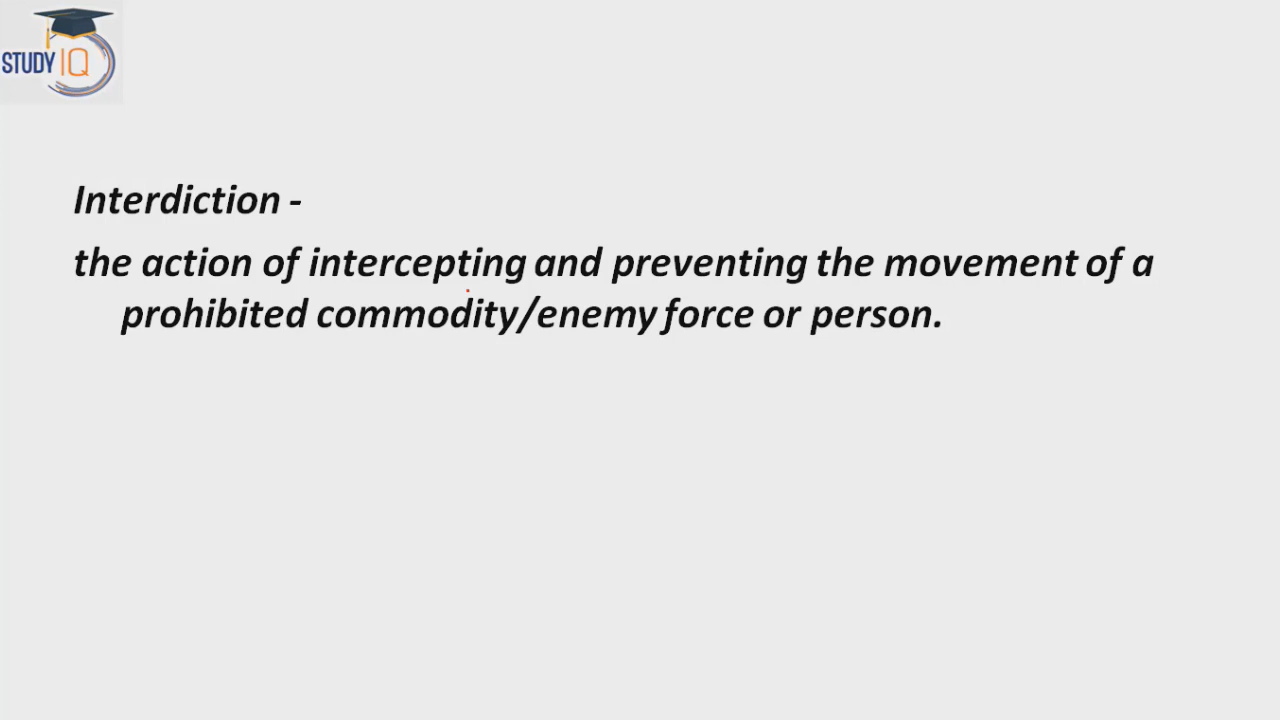 STUDY IQ
Interdiction -
the action of intercepting and preventing the movement of a
prohibited commodity/enemy force or person.